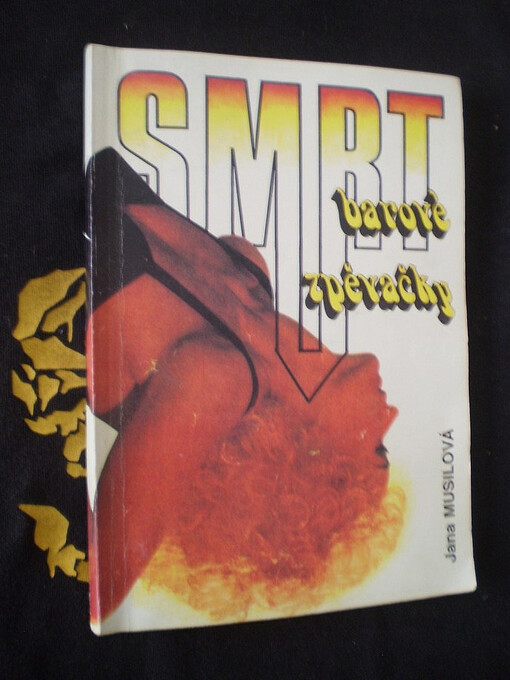 SMRT
barové
zpěvačky
Jana MUSILOVÁ